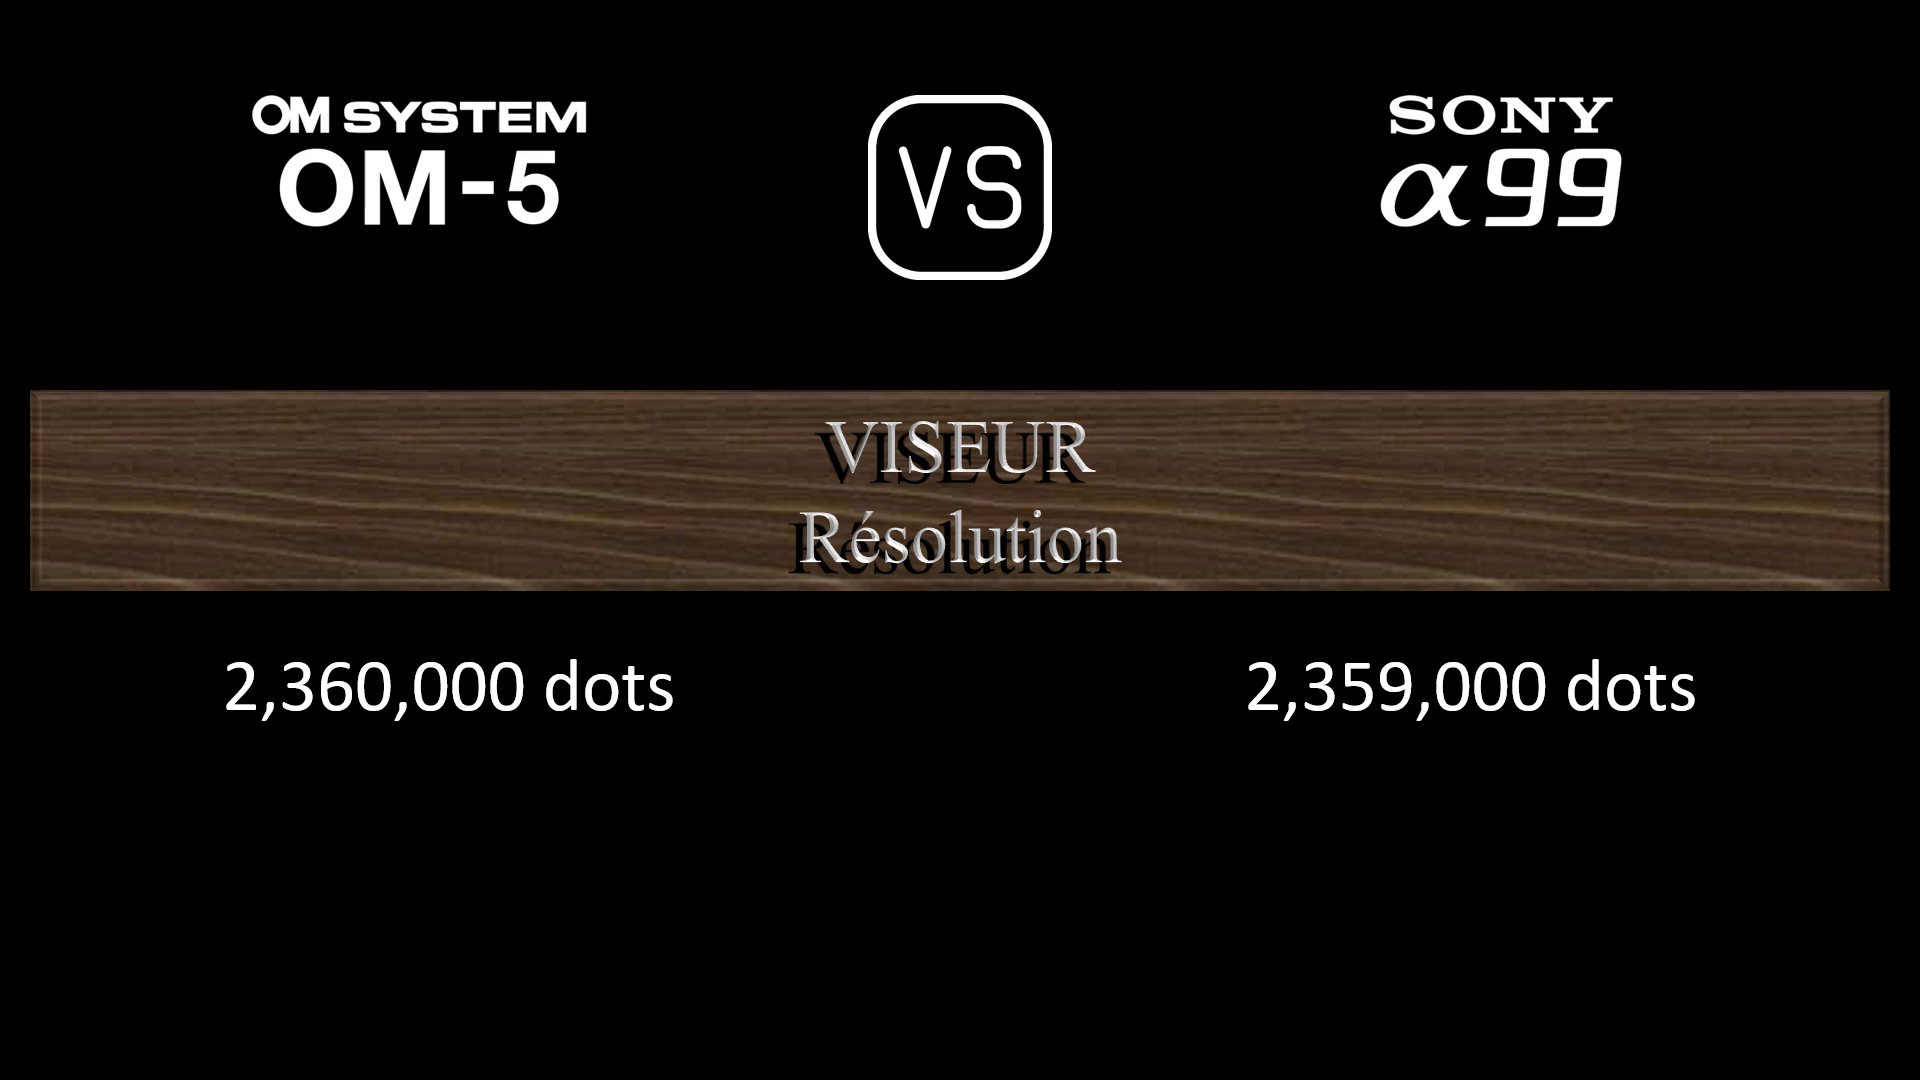 OM SYSTEM
OM-5
VS
SONY
α99
VISEUR
Résolution
2,360,000 dots
2,359,000 dots